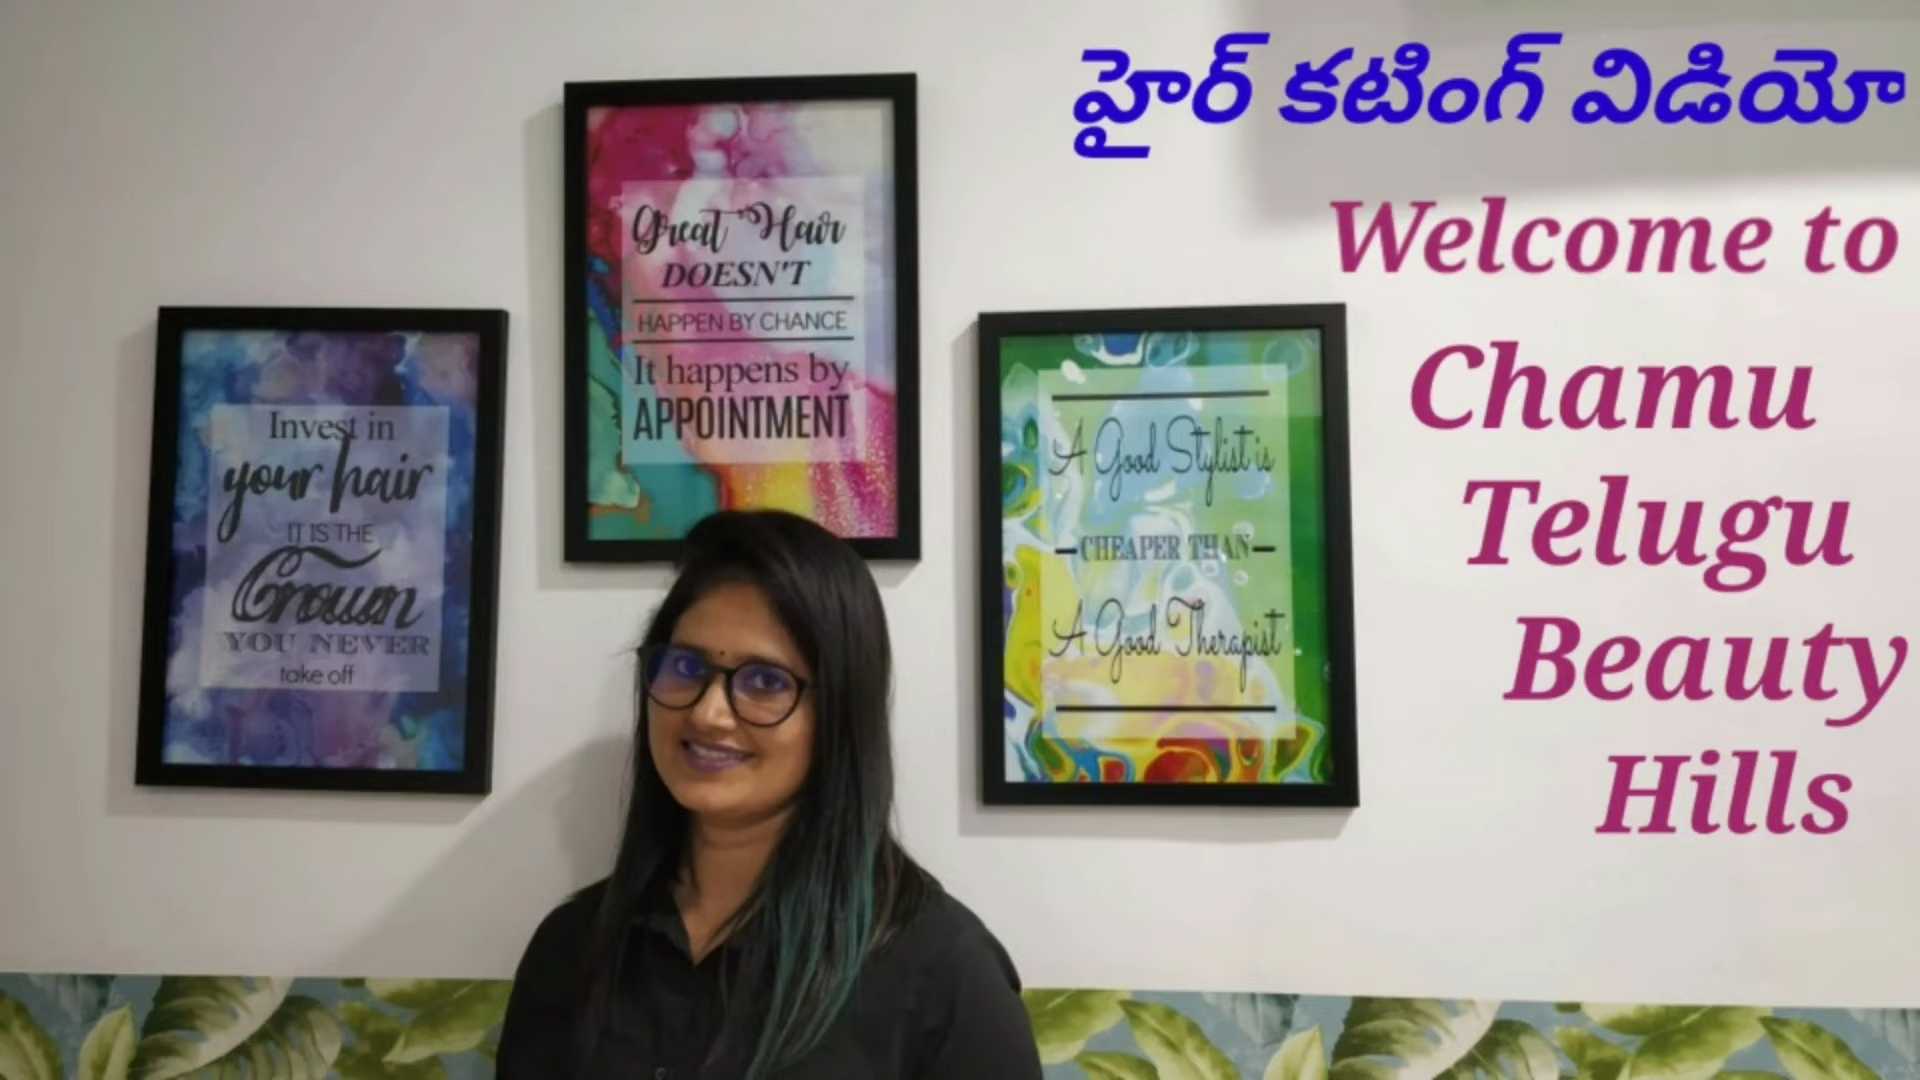 హైర్ కటింగ్ విడియో
Welcome to
Chamu
Telugu
Beauty
Hills
Invest in
your hair
IT IS THE
Crown
YOU NEVER
take off
Great Hair
DOESN'T
HAPPEN BY CHANCE
It happens by
APPOINTMENT
A Good Stylist is
CHEAPER THAN
A Good Therapist